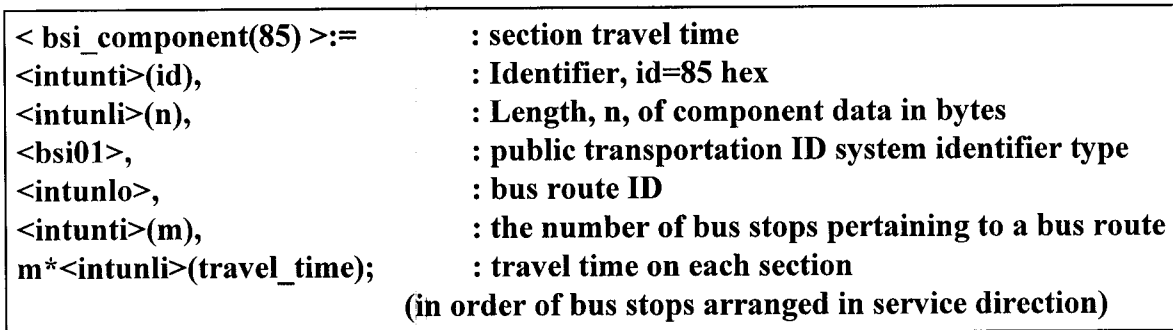 < bsi_component(85) >:= : section travel time
<intunti>(id), : Identifier, id=85 hex
<intunli>(n), : Length, n, of component data in bytes
<bsi01>, : public transportation ID system identifier type
<intunlo>, : bus route ID
<intunti>(m), : the number of bus stops pertaining to a bus route
m*<intunli>(travel_time); : travel time on each section
(in order of bus stops arranged in service direction)